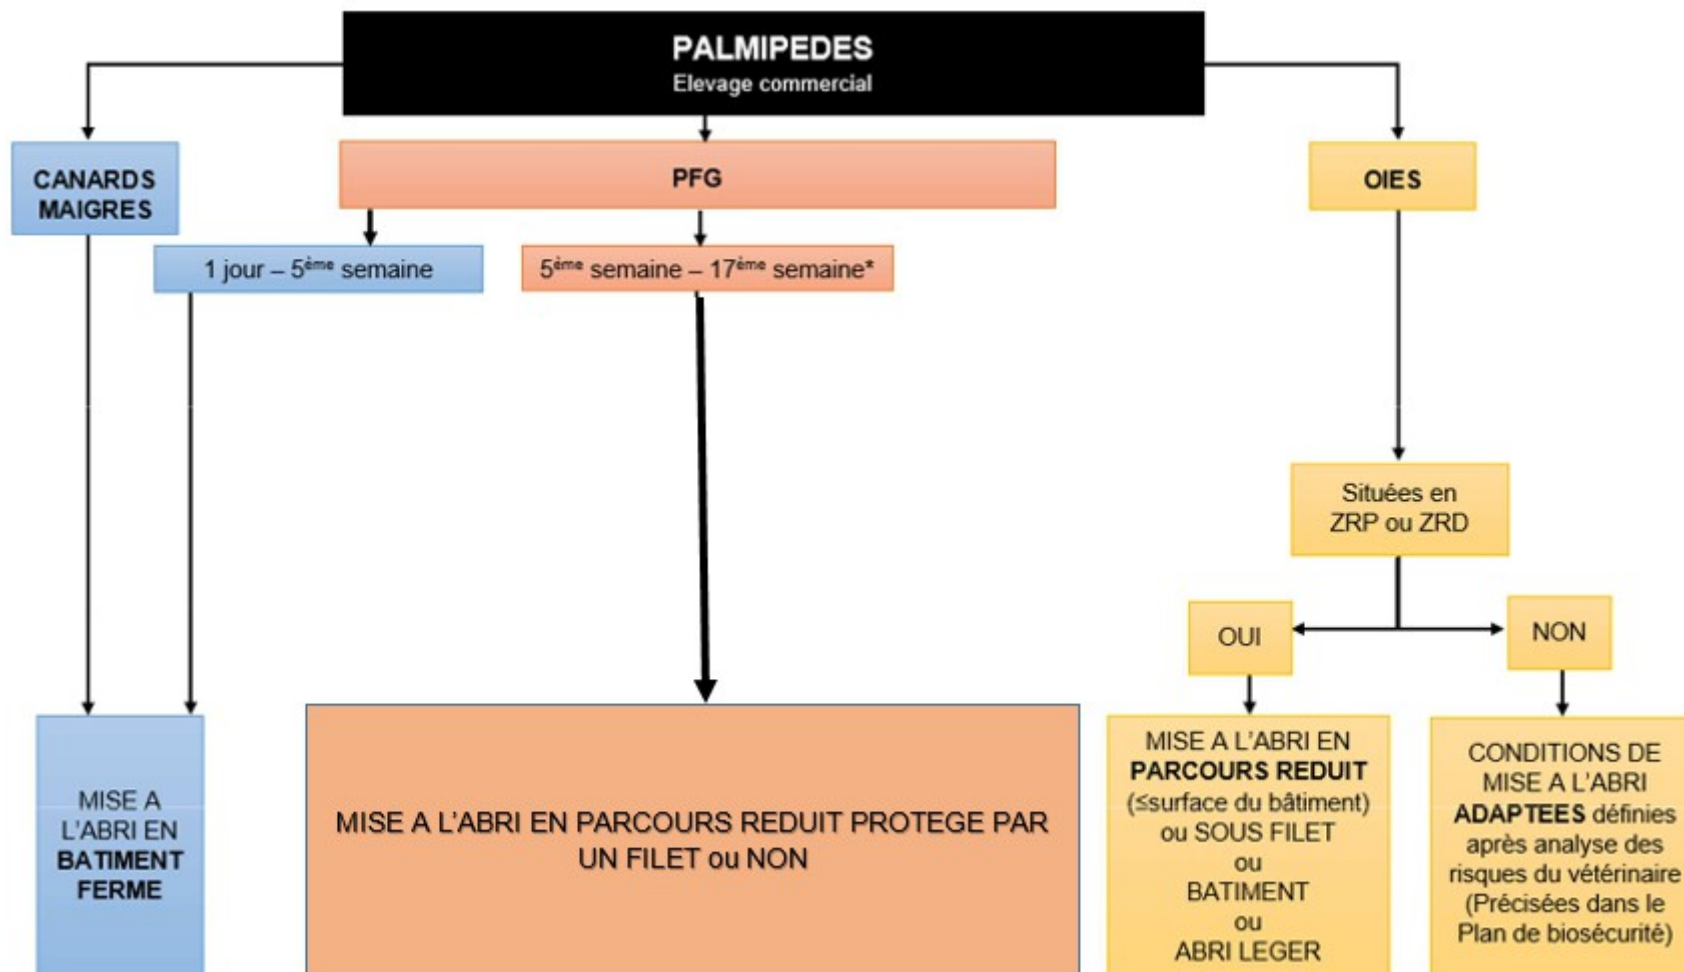 PALMIPEDES
Elevage commercial
CANARDS
MAIGRES
PFG
OIES
1 jour – 5ème semaine
5ème semaine – 17ème semaine*
Situées en
ZRP ou ZRD
OUI
NON
MISE A
L'ABRI EN
BATIMENT
FERME
MISE A L'ABRI EN PARCOURS REDUIT PROTEGE PAR
UN FILET ou NON
MISE A L'ABRI EN
PARCOURS REDUIT
(≤surface du bâtiment)
ou SOUS FILET
ou
BATIMENT
ou
ABRI LEGER
CONDITIONS DE
MISE A L'ABRI
ADAPTEES définies
après analyse des
risques du vétérinaire
(Précisées dans le
Plan de biosécurité)